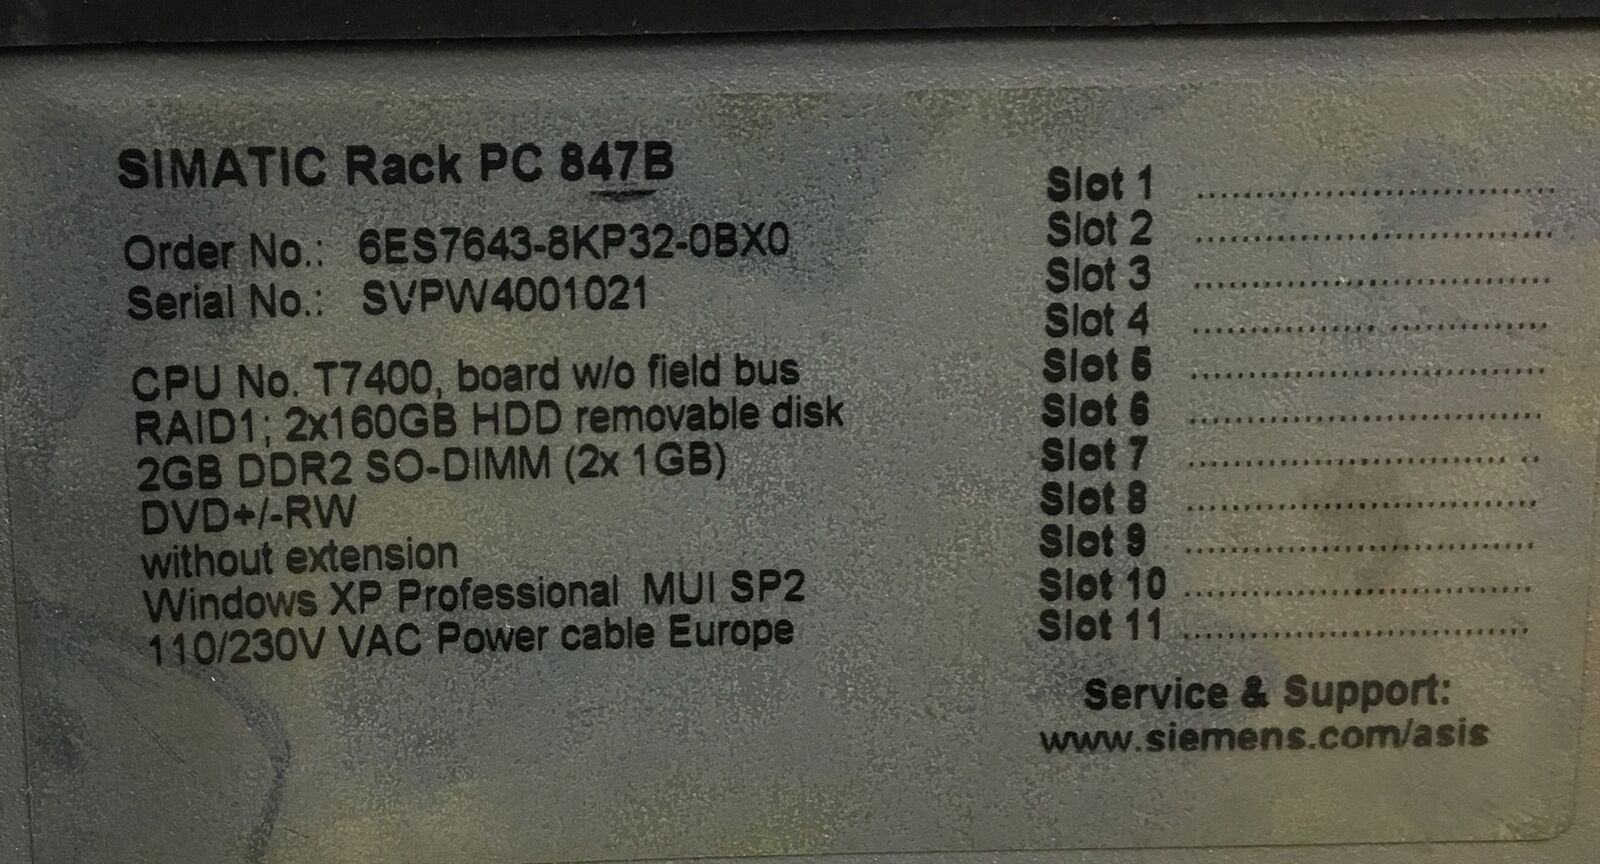 SIMATIC Rack PC 847B
Order No.: 6ES7643-8KP32-0BX0
Serial No.: SVPW4001021
CPU No. T7400, board w/o field bus
RAID1; 2x160GB HDD removable disk
2GB DDR2 SO-DIMM (2x 1GB)
DVD+/-RW
without extension
Windows XP Professional MUI SP2
110/230V VAC Power cable Europe
Slot 1 ..............................
Slot 2 ..............................
Slot 3 ..............................
Slot 4 ..............................
Slot 5 ..............................
Slot 6 ..............................
Slot 7 ..............................
Slot 8 ..............................
Slot 9 ..............................
Slot 10 ..............................
Slot 11 ..............................
Service & Support:
www.siemens.com/asis